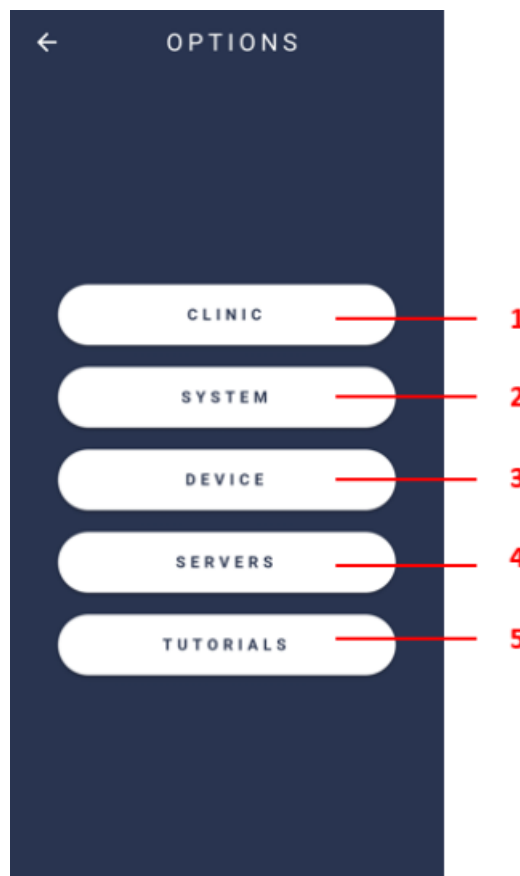 OPTIONS
CLINIC 1
SYSTEM 2
DEVICE 3
SERVERS 4
TUTORIALS 5